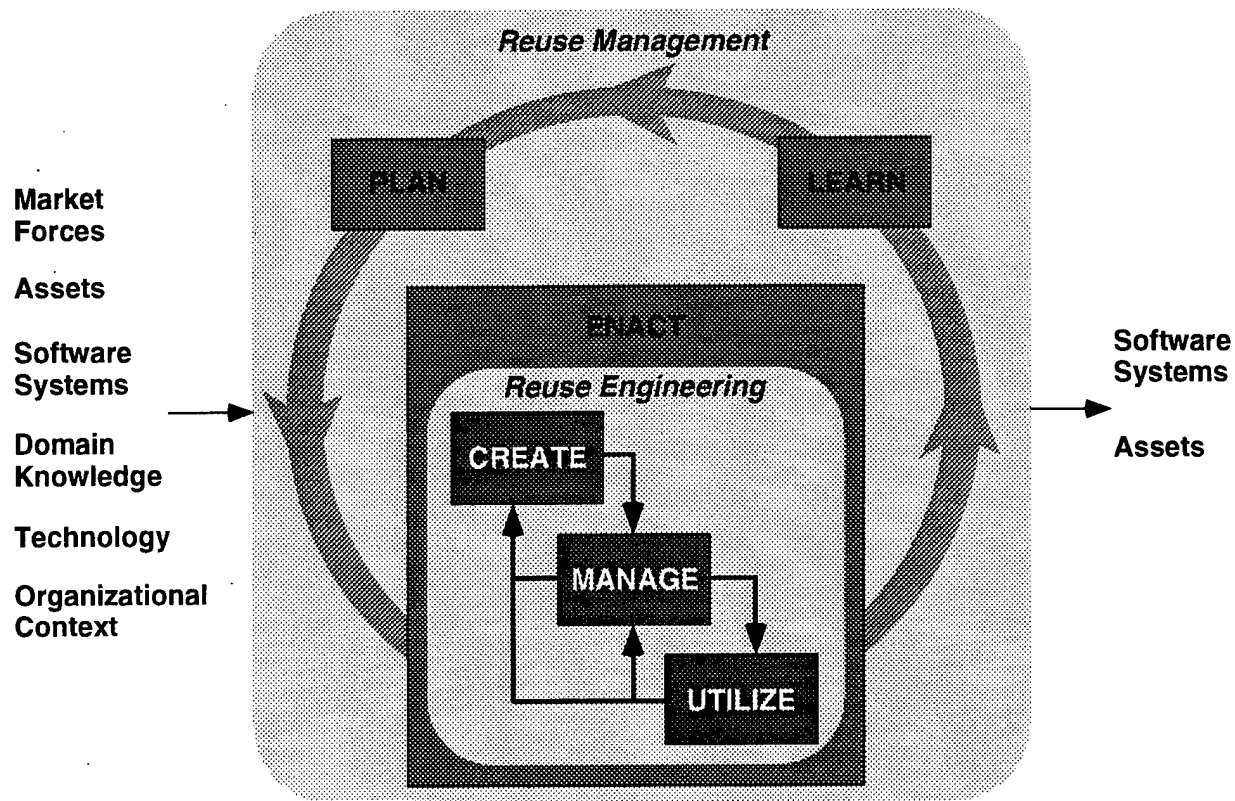 Reuse Management
PLAN
LEARN
Market
Forces
Assets
Software
Systems
Domain
Knowledge
Technology
Organizational
Context
ENACT
Reuse Engineering
CREATE
MANAGE
UTILIZE
Software
Systems
Assets